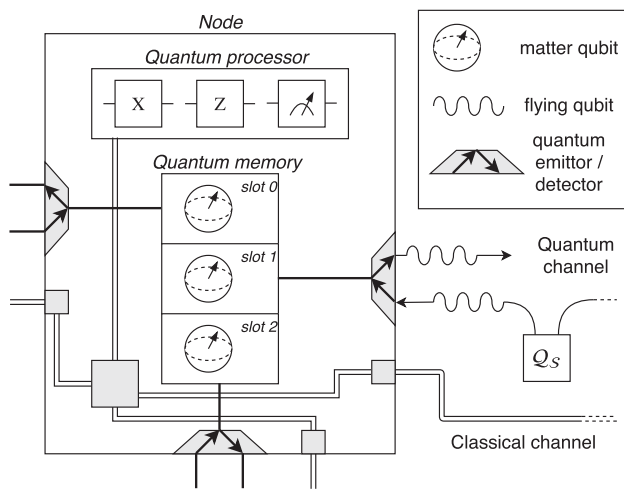 Node
Quantum processor
X
Z
Quantum memory
slot 0
slot 1
slot 2
matter qubit
flying qubit
quantum
emittor /
detector
Quantum
channel
Q_S
Classical channel